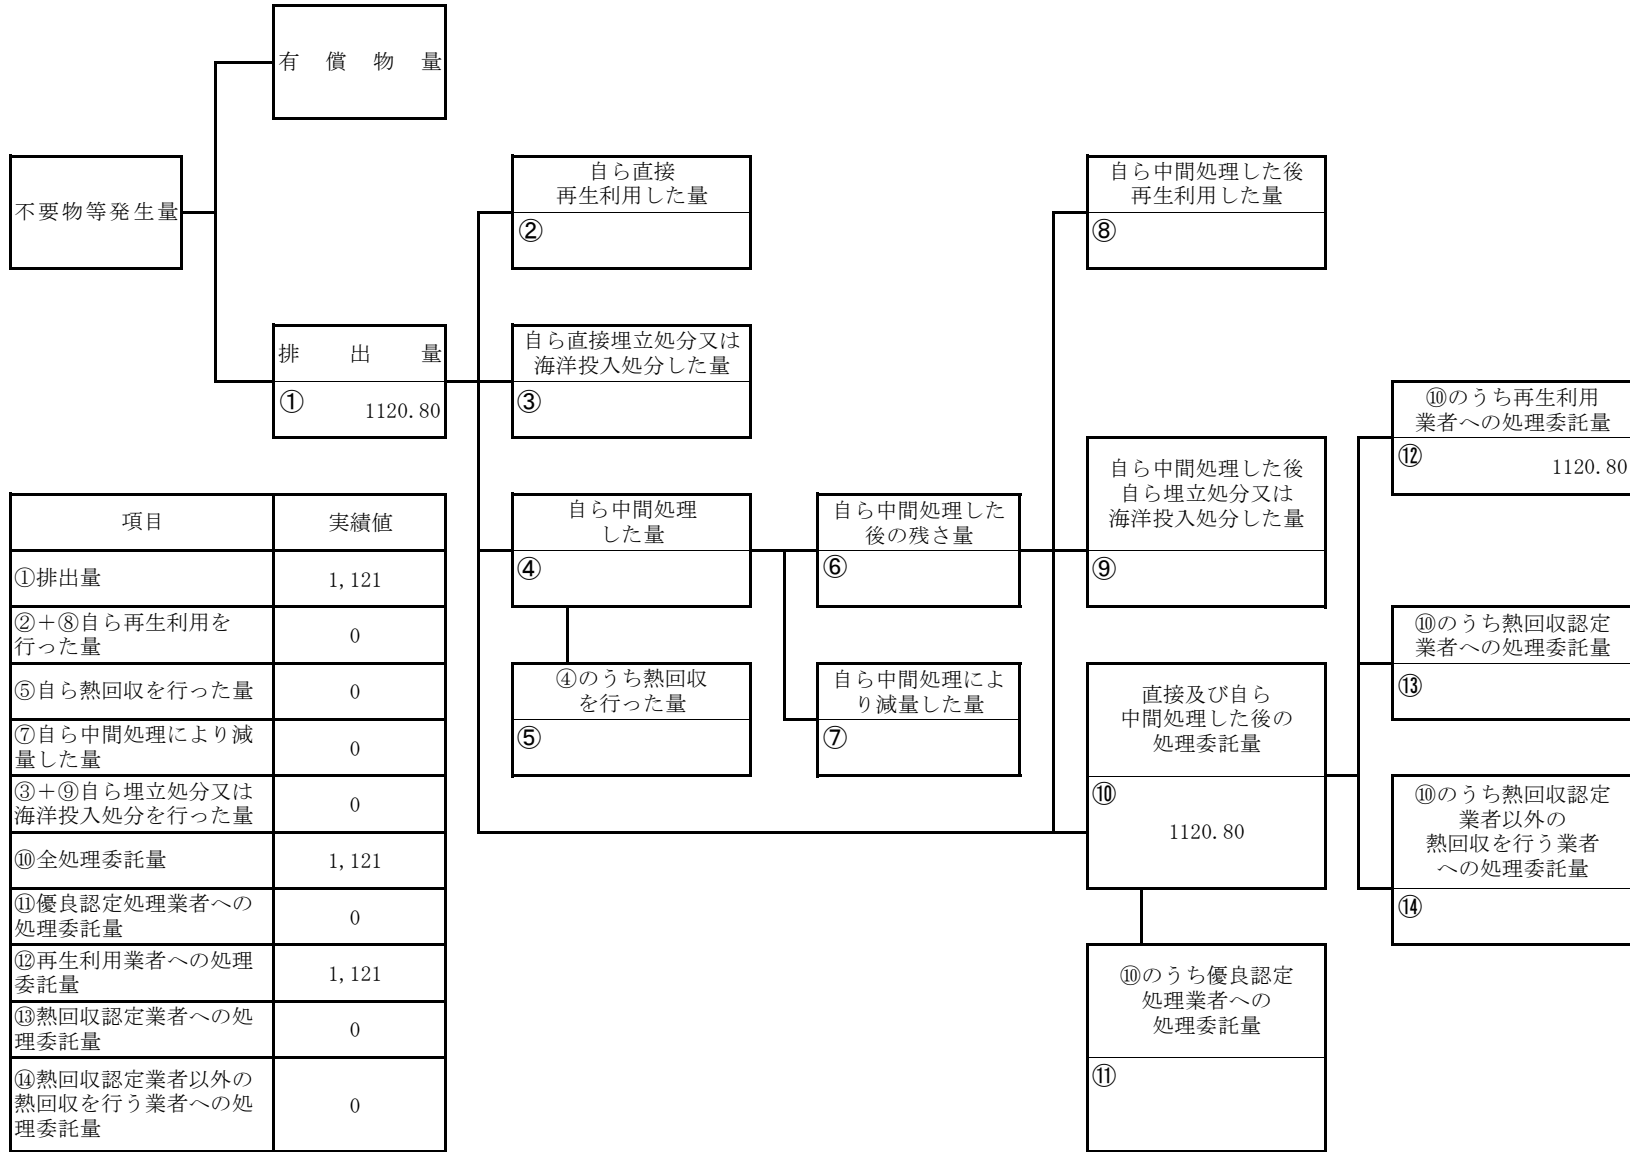 有 償 物 量
不要物等発生量
自ら直接
再生利用した量
②
自ら中間処理した後
再生利用した量
⑧
排 出 量
① 1120.80
自ら直接埋立処分又は
海洋投入処分した量
③
⑩のうち再生利用
業者への処理委託量
⑫ 1120.80
自ら中間処理
した量
④
自ら中間処理した
後の残さ量
⑥
自ら中間処理した後
自ら埋立処分又は
海洋投入処分した量
⑨
④のうち熱回収
を行った量
⑤
自ら中間処理によ
り減量した量
⑦
直接及び自ら
中間処理した後の
処理委託量
⑩
1120.80
⑩のうち熱回収認定
業者への処理委託量
⑬
⑩のうち熱回収認定
業者以外の
熱回収を行う業者
への処理委託量
⑭
⑩のうち優良認定
処理業者への
処理委託量
⑪
項目 実績値
①排出量 1,121
②+⑧自ら再生利用を
行った量 0
⑤自ら熱回収を行った量 0
⑦自ら中間処理により減
量した量 0
③+⑨自ら埋立処分又は
海洋投入処分を行った量 0
⑩全処理委託量 1,121
⑪優良認定処理業者への
処理委託量 0
⑫再生利用業者への処理
委託量 1,121
⑬熱回収認定業者への処
理委託量 0
⑭熱回収認定業者以外の
熱回収を行う業者への処
理委託量 0